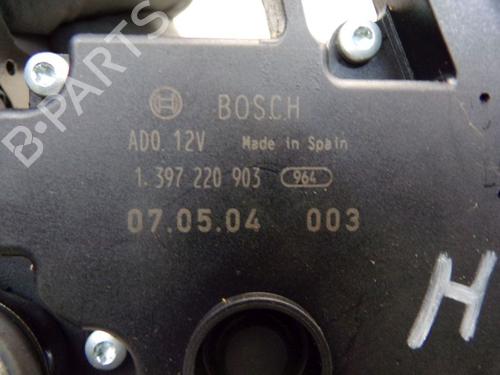 B-PARTS
BOSCH
ADO. 12V Made in Spain
1.397 220 903 964
07.05.04 003
H